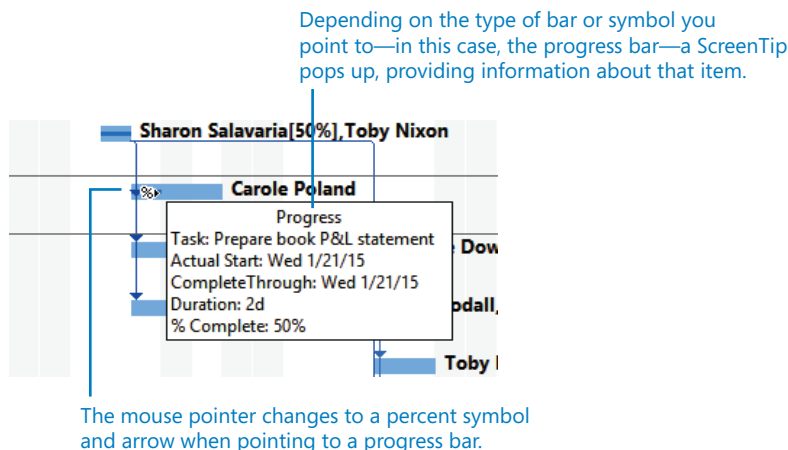 Depending on the type of bar or symbol you
point to—in this case, the progress bar—a ScreenTip
pops up, providing information about that item.
Sharon Salavaria[50%],Toby Nixon
%
Carole Poland
Progress
Task: Prepare book P&L statement
Actual Start: Wed 1/21/15
CompleteThrough: Wed 1/21/15
Duration: 2d
% Complete: 50%
Dow
odall,
Toby
The mouse pointer changes to a percent symbol
and arrow when pointing to a progress bar.